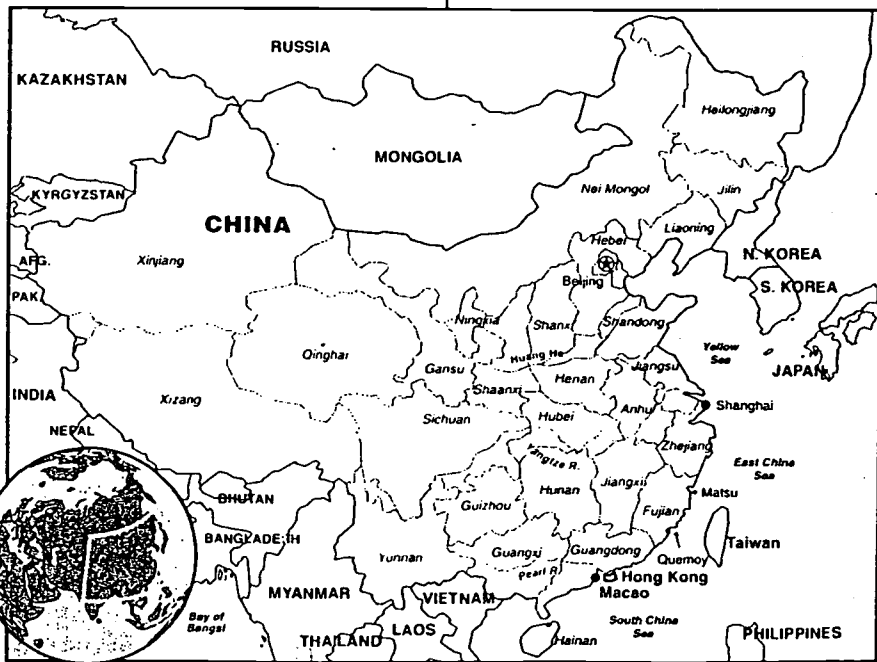 RUSSIA
KAZAKHSTAN
Hailongjiang
MONGOLIA
KYRGYZSTAN
Nei Mongol
Jilin
CHINA
Liaoning
Hebei
Xinjiang
N. KOREA
AFG.
Beijing
S. KOREA
PAK.
Ningxia
Shanxi
Shandong
Yellow
Sea
Qinghai
Huang He
Gansu
Jiangsu
JAPAN
Shaanxi
Henan
INDIA
Xizang
Anhui
Shanghai
Sichuan
Hubei
NEPAL
Zhejiang
Yangtze R.
East China
Sea
BHUTAN
Hunan
Jiangxi
Matsu
Guizhou
Fujian
BANGLADESH
Taiwan
Yunnan
Guangxi
Guangdong
Quemoy
Pearl R.
Hong Kong
Macao
MYANMAR
VIETNAM
Bay of
Bangsl
South China
Sea
LAOS
THAILAND
Hainan
PHILIPPINES